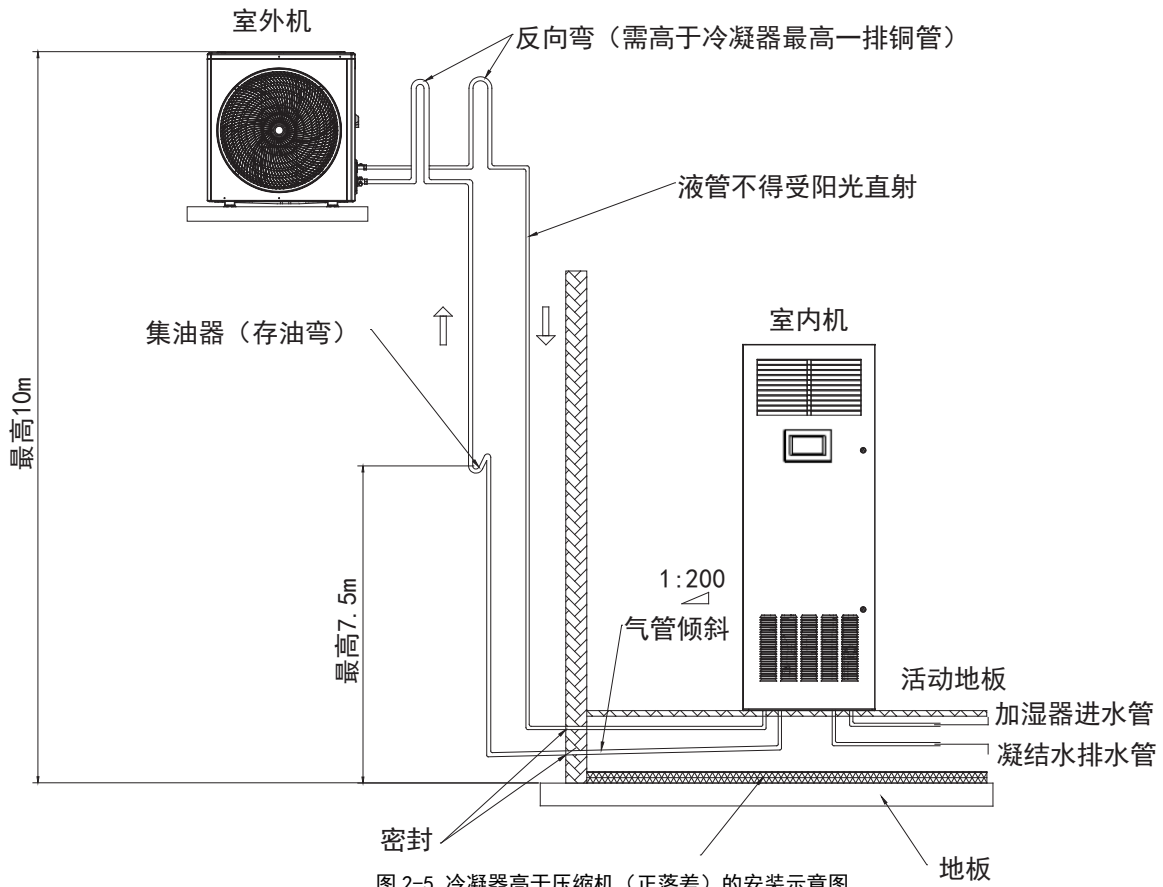 室外机
反向弯（需高于冷凝器最高一排铜管）
液管不得受阳光直射
集油器（存油弯）
室内机
最高10m
最高7.5m
1:200
气管倾斜
活动地板
加湿器进水管
凝结水排水管
密封
地板
图 2-5 冷凝器高于压缩机（正落差）的安装示意图